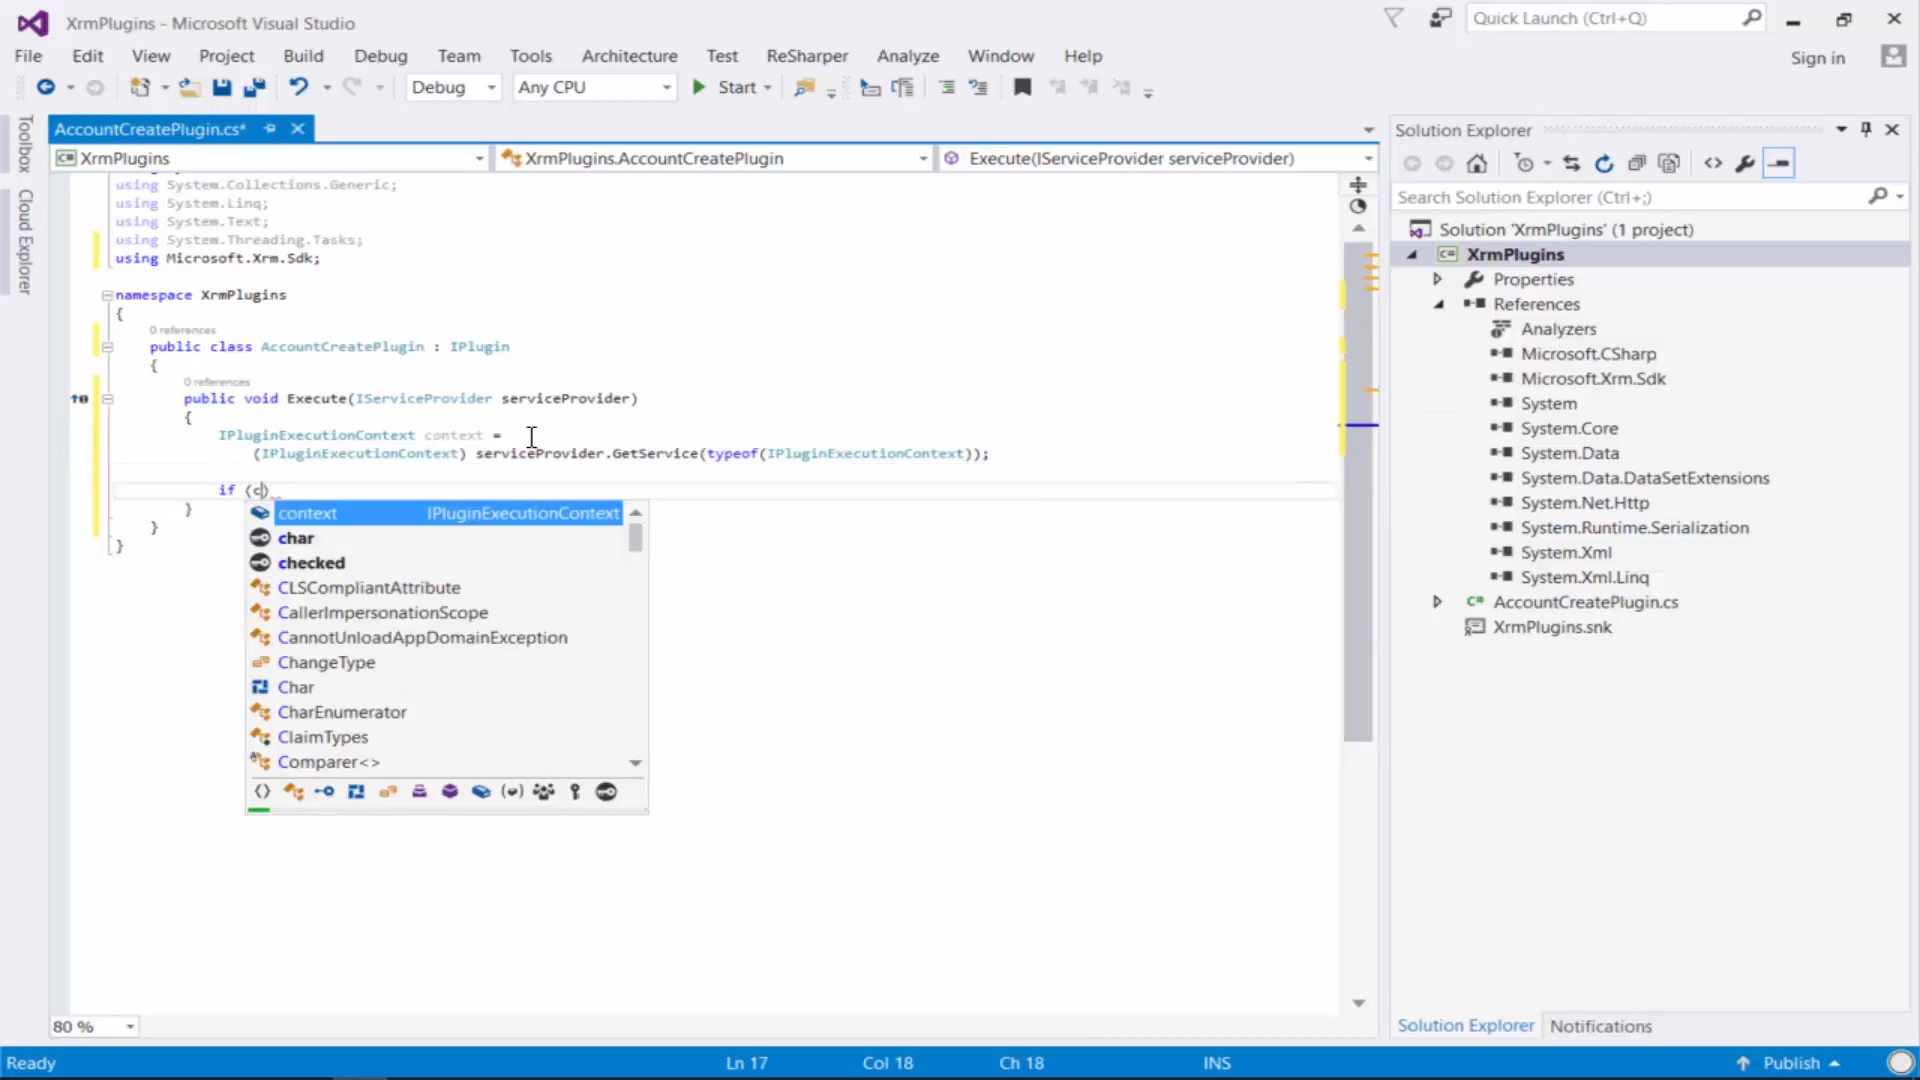 XrmPlugins - Microsoft Visual Studio
Quick Launch (Ctrl+Q)
File Edit View Project Build Debug Team Tools Architecture Test ReSharper Analyze Window Help
Sign in
Debug Any CPU Start
Toolbox
Cloud Explorer
AccountCreatePlugin.cs*
XrmPlugins XrmPlugins.AccountCreatePlugin Execute(IServiceProvider serviceProvider)
using System.Collections.Generic;
using System.Linq;
using System.Text;
using System.Threading.Tasks;
using Microsoft.Xrm.Sdk;
namespace XrmPlugins
{
0 references
public class AccountCreatePlugin : IPlugin
{
0 references
public void Execute(IServiceProvider serviceProvider)
{
IPluginExecutionContext context =
(IPluginExecutionContext) serviceProvider.GetService(typeof(IPluginExecutionContext));
if (c)
}
}
}
context IPluginExecutionContext
char
checked
CLSCompliantAttribute
CallerImpersonationScope
CannotUnloadAppDomainException
ChangeType
Char
CharEnumerator
ClaimTypes
Comparer<>
80 %
Solution Explorer
Search Solution Explorer (Ctrl+;)
Solution 'XrmPlugins' (1 project)
XrmPlugins
Properties
References
Analyzers
Microsoft.CSharp
Microsoft.Xrm.Sdk
System
System.Core
System.Data
System.Data.DataSetExtensions
System.Net.Http
System.Runtime.Serialization
System.Xml
System.Xml.Linq
AccountCreatePlugin.cs
XrmPlugins.snk
Solution Explorer Notifications
Ready Ln 17 Col 18 Ch 18 INS Publish